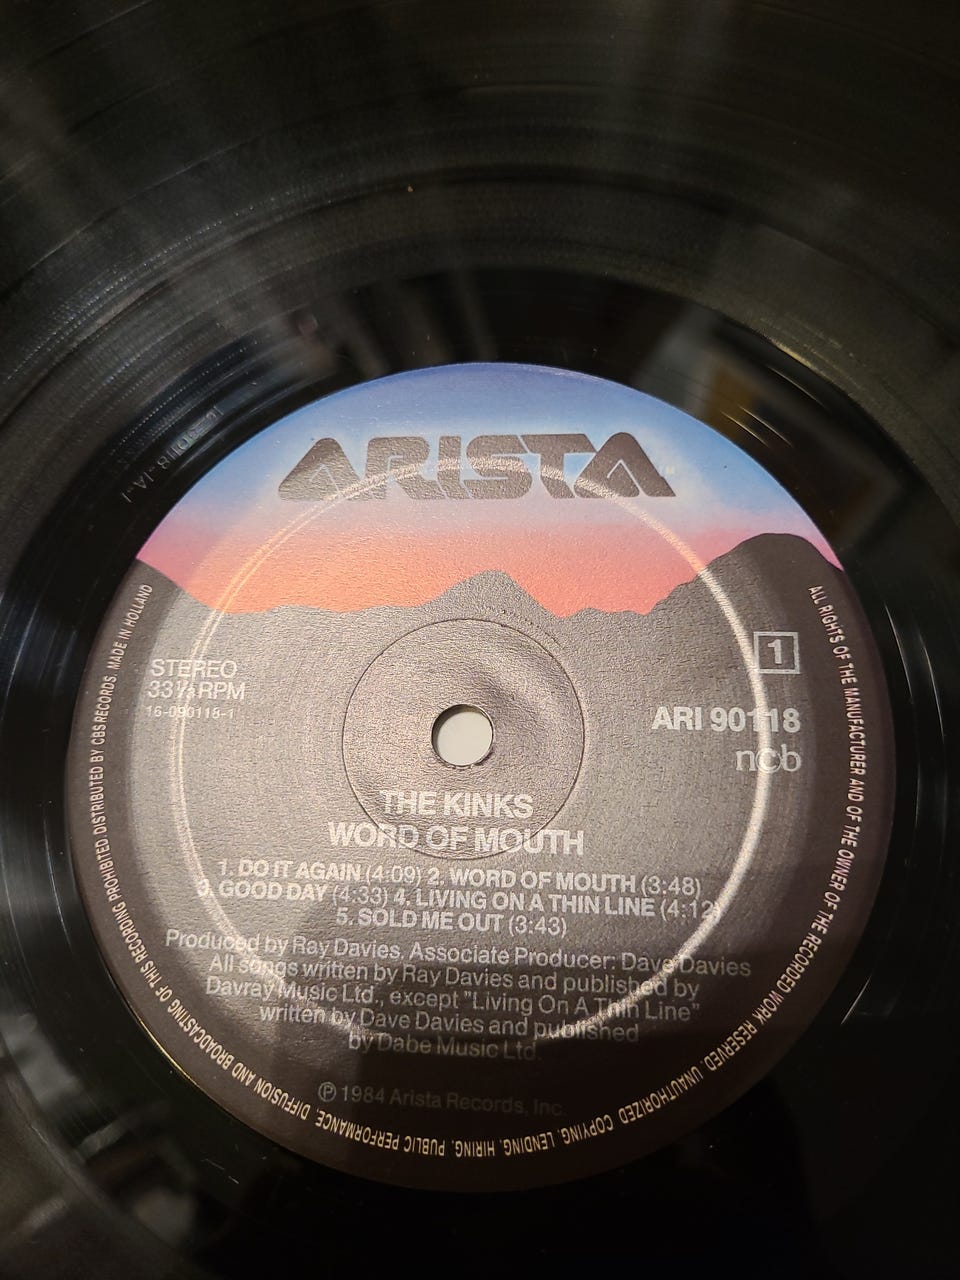 ARISTA™
STEREO
33⅓ RPM
16-090118-1
1
ARI 90118
ncb
THE KINKS
WORD OF MOUTH
1. DO IT AGAIN (4:09) 2. WORD OF MOUTH (3:48)
3. GOOD DAY (4:33) 4. LIVING ON A THIN LINE (4:12)
5. SOLD ME OUT (3:43)
Produced by Ray Davies. Associate Producer: Dave Davies
All songs written by Ray Davies and published by
Davray Music Ltd., except "Living On A Thin Line"
written by Dave Davies and published
by Dabe Music Ltd.
℗ 1984 Arista Records, Inc.
ALL RIGHTS OF THE MANUFACTURER AND OF THE OWNER OF THE RECORDED WORK RESERVED. UNAUTHORIZED COPYING, LENDING, HIRING, PUBLIC PERFORMANCE, DIFFUSION AND BROADCASTING OF THIS RECORDING PROHIBITED. DISTRIBUTED BY CBS RECORDS. MADE IN HOLLAND